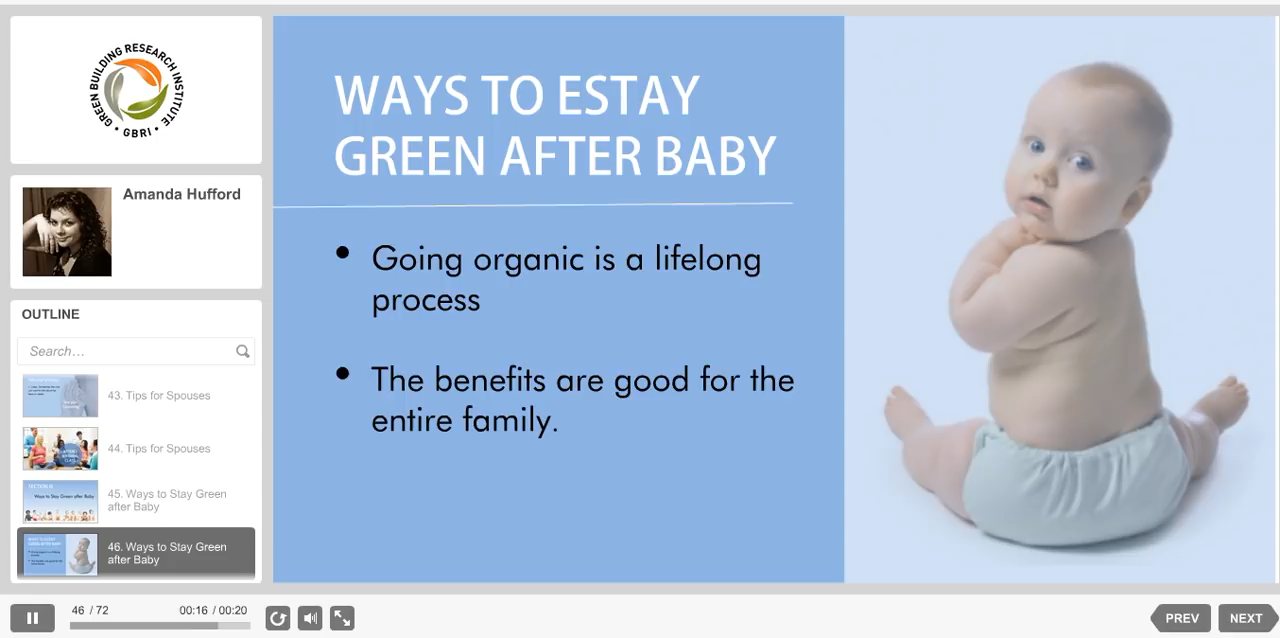 GREEN BUILDING RESEARCH INSTITUTE
• GBRI •
Amanda Hufford
OUTLINE
Search...
43. Tips for Spouses
44. Tips for Spouses
45. Ways to Stay Green
after Baby
46. Ways to Stay Green
after Baby
WAYS TO ESTAY
GREEN AFTER BABY
• Going organic is a lifelong
process
• The benefits are good for the
entire family.
46 / 72
00:16 / 00:20
PREV
NEXT